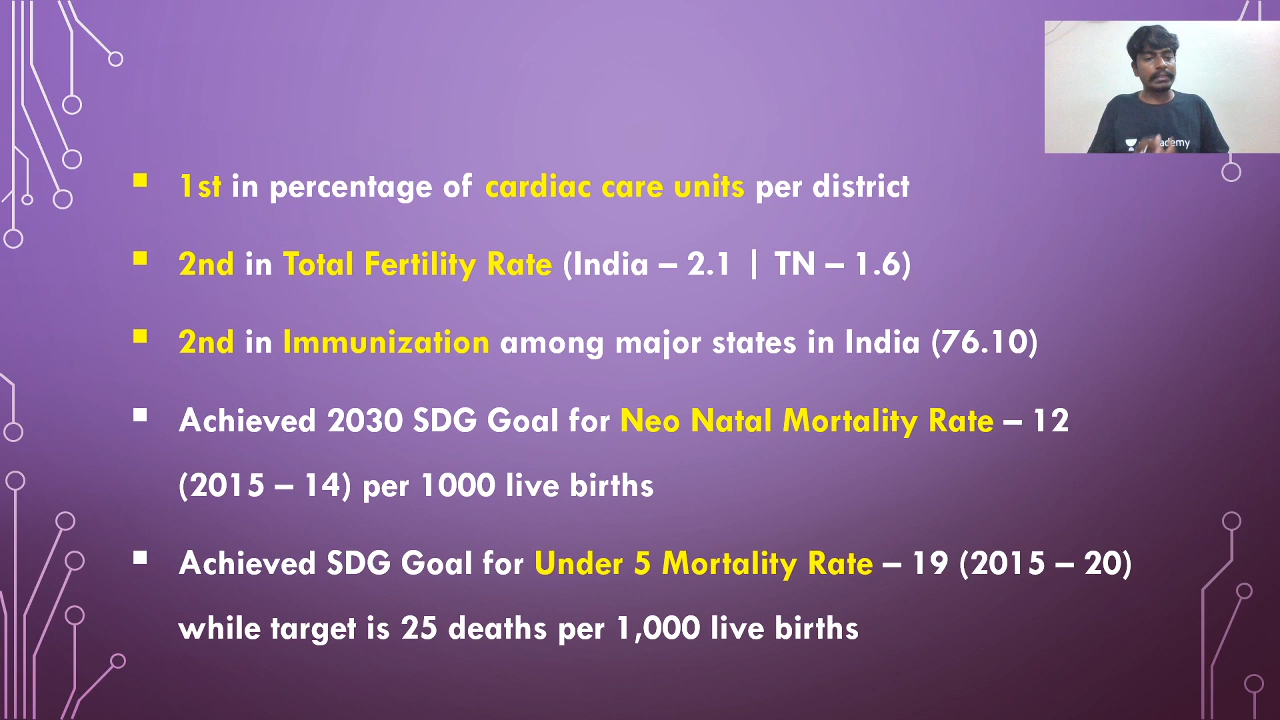 1st in percentage of cardiac care units per district
2nd in Total Fertility Rate (India – 2.1 | TN – 1.6)
2nd in Immunization among major states in India (76.10)
Achieved 2030 SDG Goal for Neo Natal Mortality Rate – 12
(2015 – 14) per 1000 live births
Achieved SDG Goal for Under 5 Mortality Rate – 19 (2015 – 20)
while target is 25 deaths per 1,000 live births